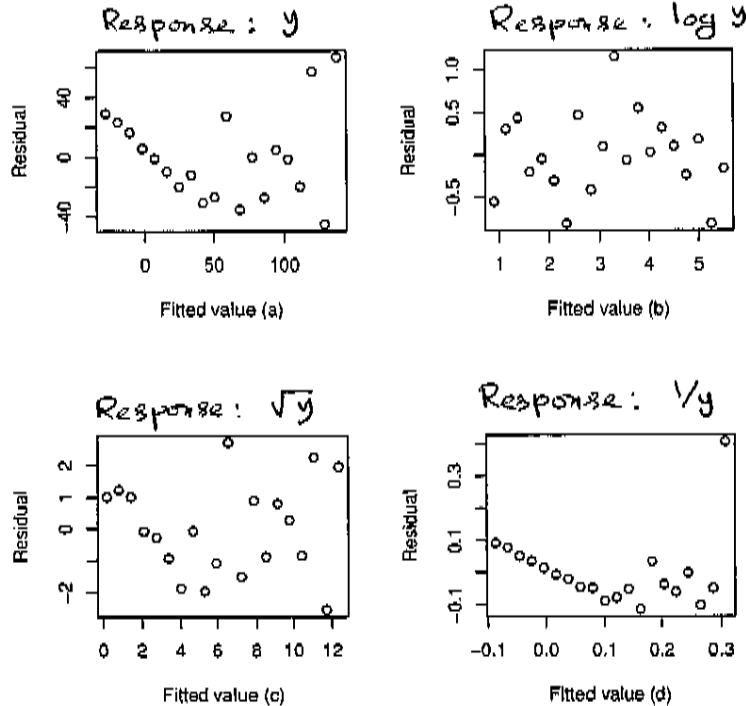 Response: y
Response: log y
Residual
40
0
-40
0 50 100
Fitted value (a)
Residual
1.0
0.5
-0.5
1 2 3 4 5
Fitted value (b)
Response: √y
Response: 1/y
Residual
2
1
0
-2
0 2 4 6 8 10 12
Fitted value (c)
Residual
0.3
0.1
-0.1
-0.1 0.0 0.1 0.2 0.3
Fitted value (d)